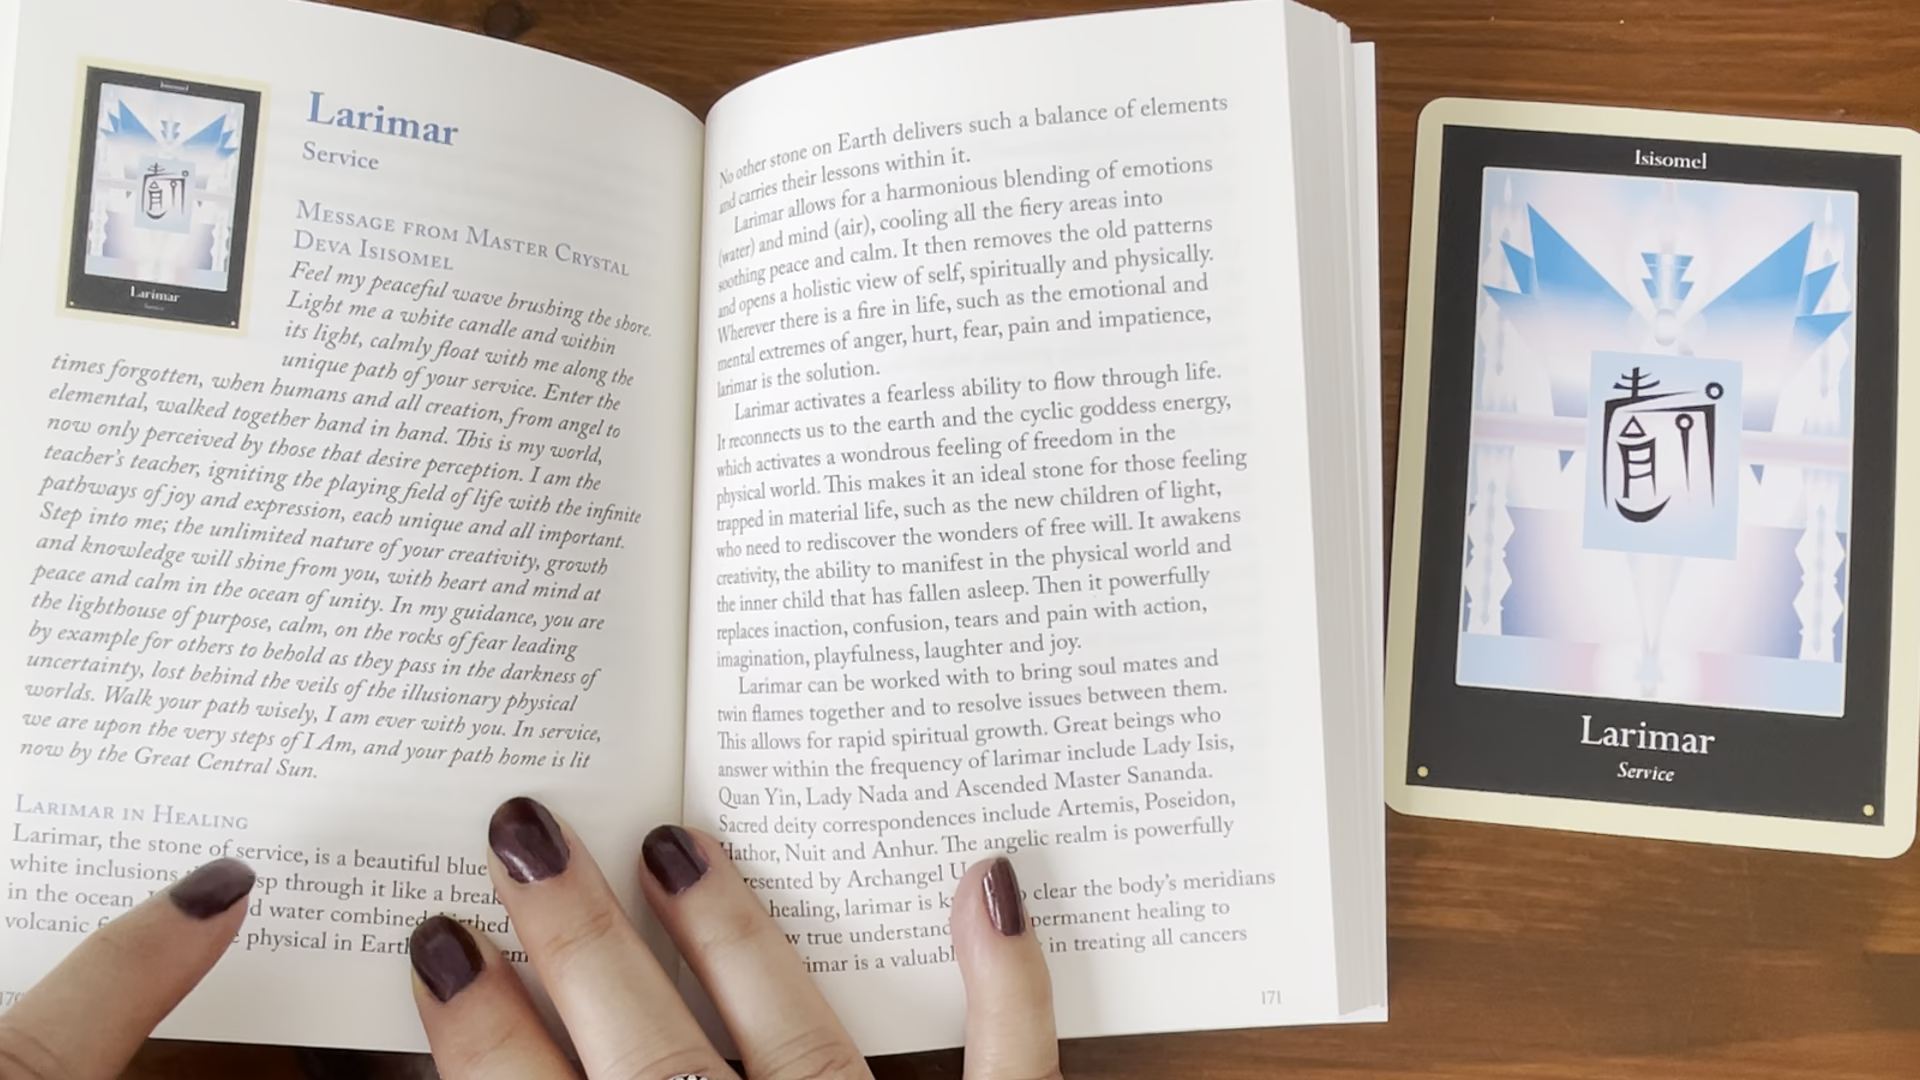 Isisomel
Larimar
Service
Larimar
Service
MESSAGE FROM MASTER CRYSTAL
DEVA ISISOMEL
Feel my peaceful wave brushing the shore.
Light me a white candle and within
its light, calmly float with me along the
unique path of your service. Enter the
times forgotten, when humans and all creation, from angel to
elemental, walked together hand in hand. This is my world,
now only perceived by those that desire perception. I am the
teacher's teacher, igniting the playing field of life with the infinite
pathways of joy and expression, each unique and all important.
Step into me; the unlimited nature of your creativity, growth
and knowledge will shine from you, with heart and mind at
peace and calm in the ocean of unity. In my guidance, you are
the lighthouse of purpose, calm, on the rocks of fear leading
by example for others to behold as they pass in the darkness of
uncertainty, lost behind the veils of the illusionary physical
worlds. Walk your path wisely, I am ever with you. In service,
we are upon the very steps of I Am, and your path home is lit
now by the Great Central Sun.
LARIMAR IN HEALING
Larimar, the stone of service, is a beautiful blue
white inclusions through it like a
in the ocean. d water combined
volcanic physical in
No other stone on Earth delivers such a balance of elements
and carries their lessons within it.
Larimar allows for a harmonious blending of emotions
(water) and mind (air), cooling all the fiery areas into
soothing peace and calm. It then removes the old patterns
and opens a holistic view of self, spiritually and physically.
Wherever there is a fire in life, such as the emotional and
mental extremes of anger, hurt, fear, pain and impatience,
larimar is the solution.
Larimar activates a fearless ability to flow through life.
It reconnects us to the earth and the cyclic goddess energy,
which activates a wondrous feeling of freedom in the
physical world. This makes it an ideal stone for those feeling
trapped in material life, such as the new children of light,
who need to rediscover the wonders of free will. It awakens
creativity, the ability to manifest in the physical world and
the inner child that has fallen asleep. Then it powerfully
replaces inaction, confusion, tears and pain with action,
imagination, playfulness, laughter and joy.
Larimar can be worked with to bring soul mates and
twin flames together and to resolve issues between them.
This allows for rapid spiritual growth. Great beings who
answer within the frequency of larimar include Lady Isis,
Quan Yin, Lady Nada and Ascended Master Sananda.
Sacred deity correspondences include Artemis, Poseidon,
Hathor, Nuit and Anhur. The angelic realm is powerfully
resented by Archangel U
healing, larimar is k clear the body's meridians
w true understand permanent healing to
imar is a valuabl in treating all cancers
171
Isisomel
Larimar
Service